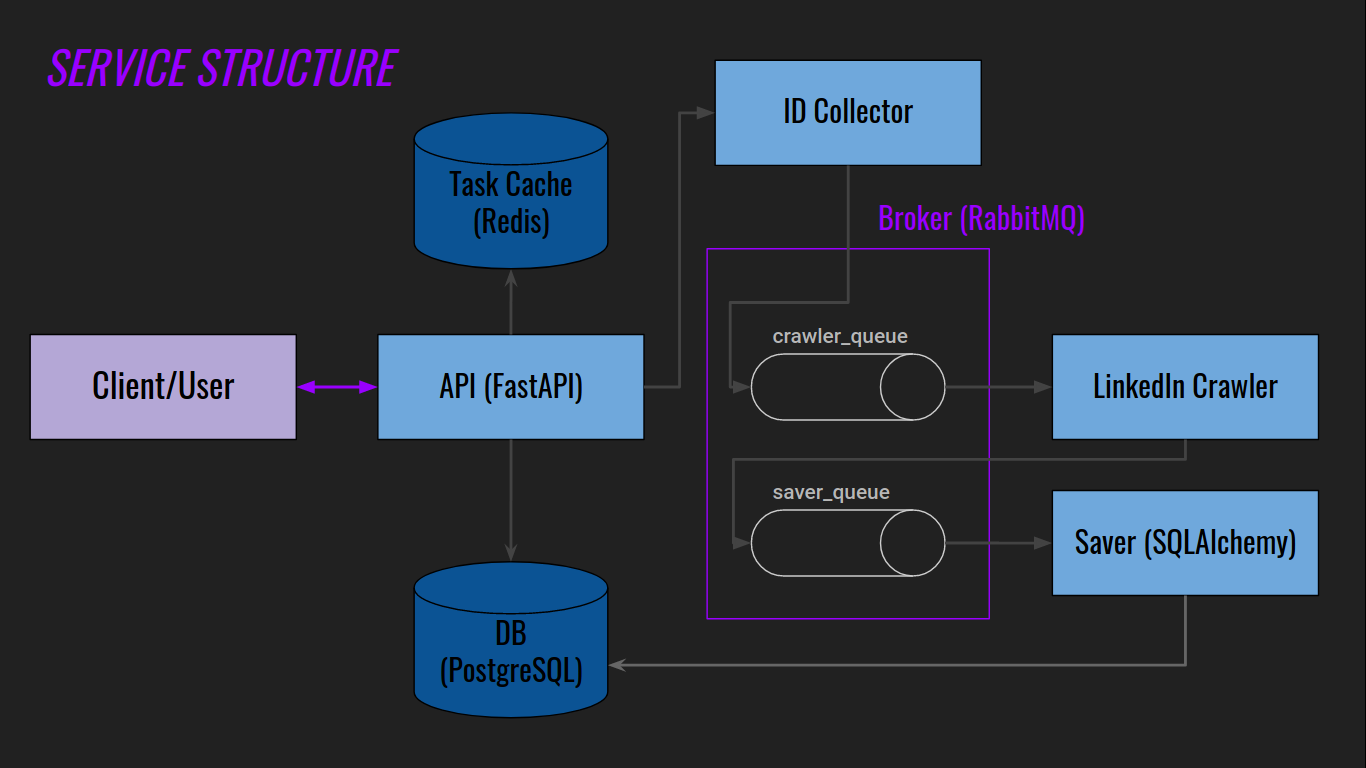 SERVICE STRUCTURE
ID Collector
Task Cache
(Redis)
Broker (RabbitMQ)
crawler_queue
Client/User
API (FastAPI)
LinkedIn Crawler
saver_queue
Saver (SQLAlchemy)
DB
(PostgreSQL)